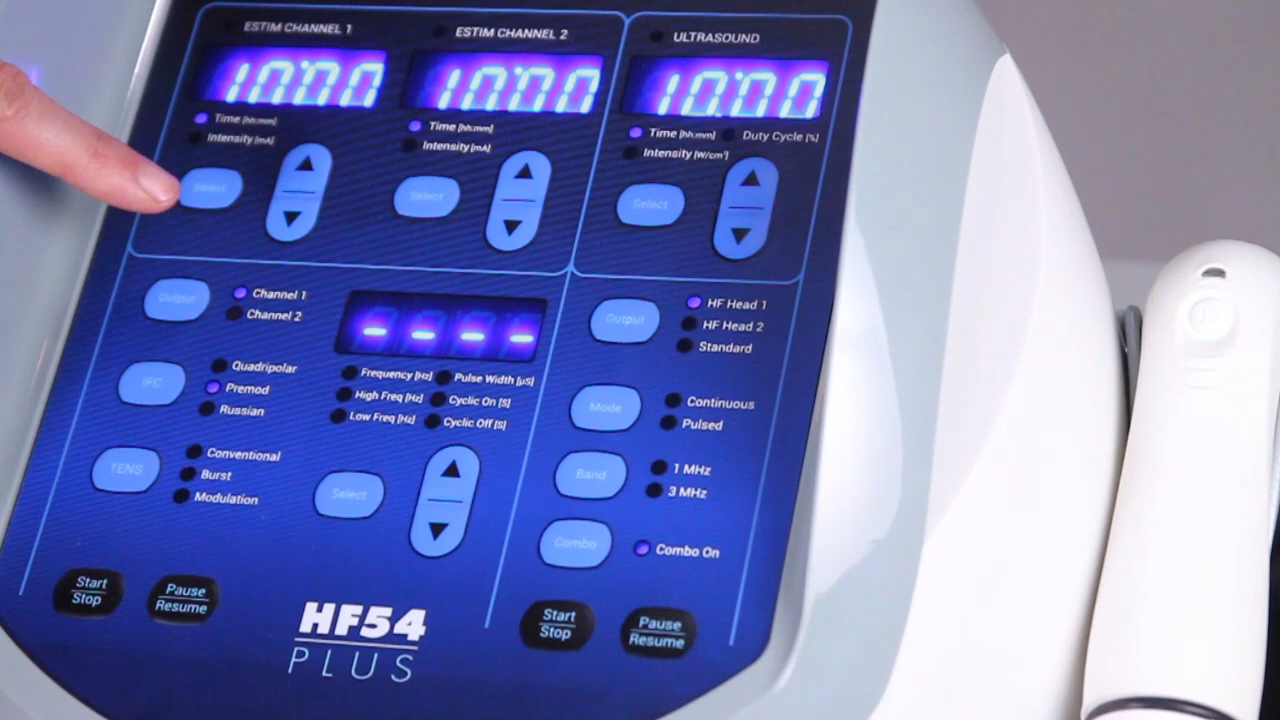 ESTIM CHANNEL 1
ESTIM CHANNEL 2
ULTRASOUND
10:00
10:00
10:00
Time [hh:mm]
Intensity [mA]
Select
Time [hh:mm]
Intensity [mA]
Select
Time [hh:mm]
Duty Cycle [%]
Intensity [W/cm²]
Select
Output
Channel 1
Channel 2
IFC
Quadripolar
Premod
Russian
TENS
Conventional
Burst
Modulation
- - - -
Frequency [Hz]
Pulse Width [µS]
High Freq [Hz]
Cyclic On [S]
Low Freq [Hz]
Cyclic Off [S]
Select
Output
HF Head 1
HF Head 2
Standard
Mode
Continuous
Pulsed
Band
1 MHz
3 MHz
Combo
Combo On
Start
Stop
Pause
Resume
HF54
PLUS
Start
Stop
Pause
Resume